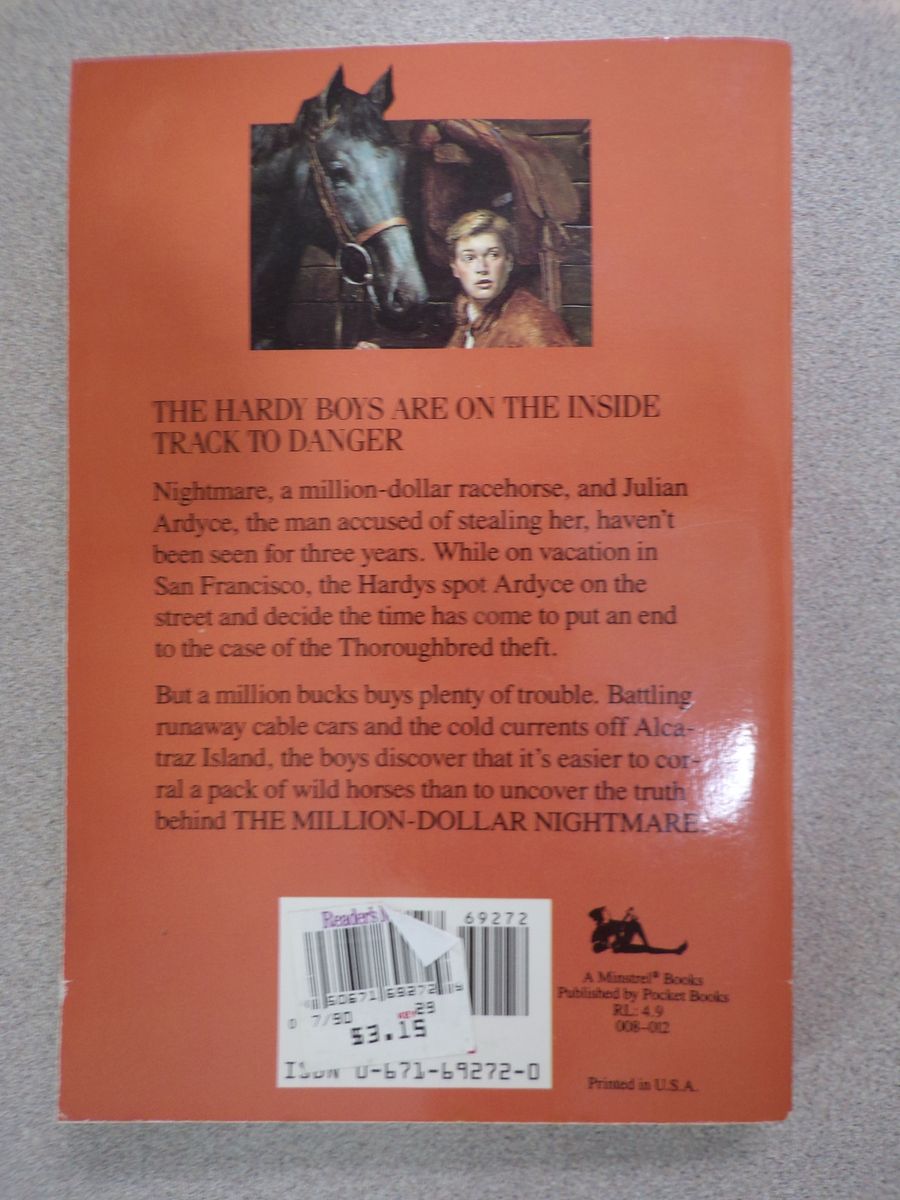 THE HARDY BOYS ARE ON THE INSIDE
TRACK TO DANGER
Nightmare, a million-dollar racehorse, and Julian
Ardyce, the man accused of stealing her, haven't
been seen for three years. While on vacation in
San Francisco, the Hardys spot Ardyce on the
street and decide the time has come to put an end
to the case of the Thoroughbred theft.
But a million bucks buys plenty of trouble. Battling
runaway cable cars and the cold currents off Alca-
traz Island, the boys discover that it's easier to cor-
ral a pack of wild horses than to uncover the truth
behind THE MILLION-DOLLAR NIGHTMARE.
Reader's
69272
0 7/90
$3.15
ISBN 0-671-69272-0
A Minstrel® Books
Published by Pocket Books
RL: 4.9
008-012
Printed in U.S.A.